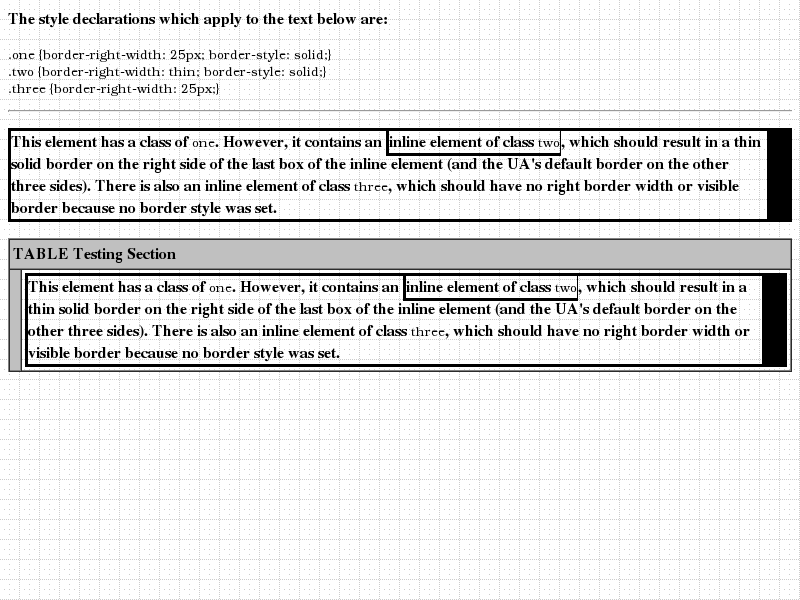 The style declarations which apply to the text below are:
.one {border-right-width: 25px; border-style: solid;}
.two {border-right-width: thin; border-style: solid;}
.three {border-right-width: 25px;}
This element has a class of one. However, it contains an inline element of class two, which should result in a thin
solid border on the right side of the last box of the inline element (and the UA's default border on the other
three sides). There is also an inline element of class three, which should have no right border width or visible
border because no border style was set.
TABLE Testing Section
This element has a class of one. However, it contains an inline element of class two, which should result in a
thin solid border on the right side of the last box of the inline element (and the UA's default border on the
other three sides). There is also an inline element of class three, which should have no right border width or
visible border because no border style was set.